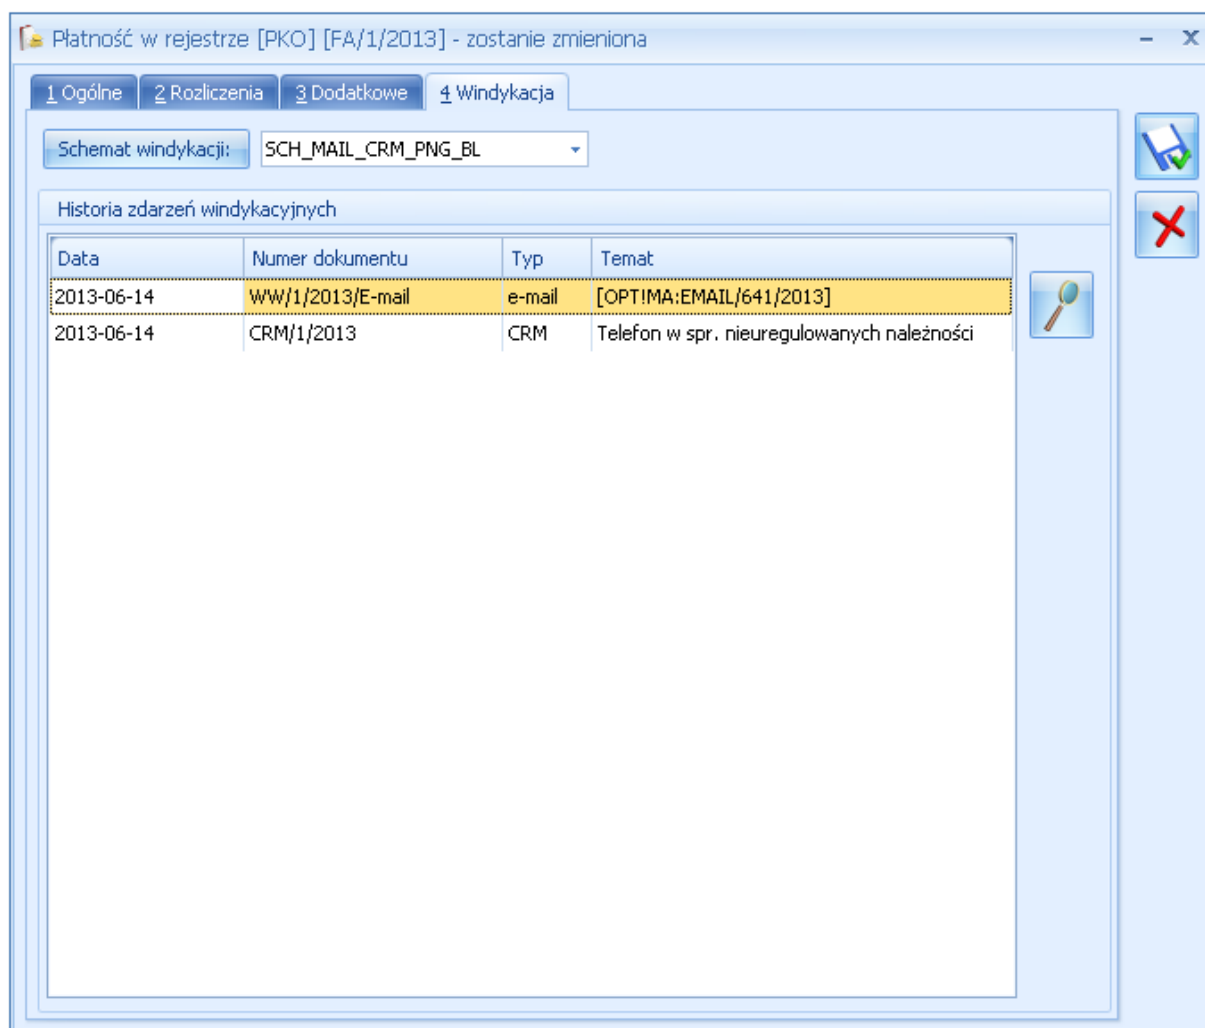 Płatność w rejestrze [PKO] [FA/1/2013] - zostanie zmieniona
1 Ogólne 2 Rozliczenia 3 Dodatkowe 4 Windykacja
Schemat windykacji: SCH_MAIL_CRM_PNG_BL
Historia zdarzeń windykacyjnych
Data Numer dokumentu Typ Temat
2013-06-14 WW/1/2013/E-mail e-mail [OPT!MA:EMAIL/641/2013]
2013-06-14 CRM/1/2013 CRM Telefon w spr. nieuregulowanych należności